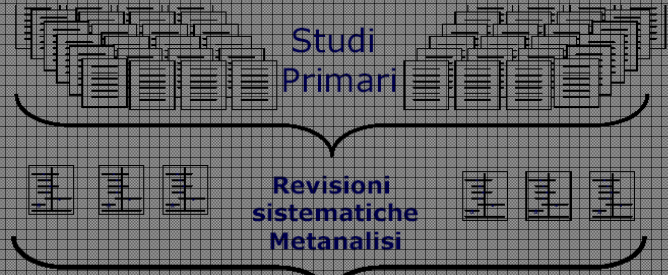 Studi
Primari
Revisioni
sistematiche
Metanalisi